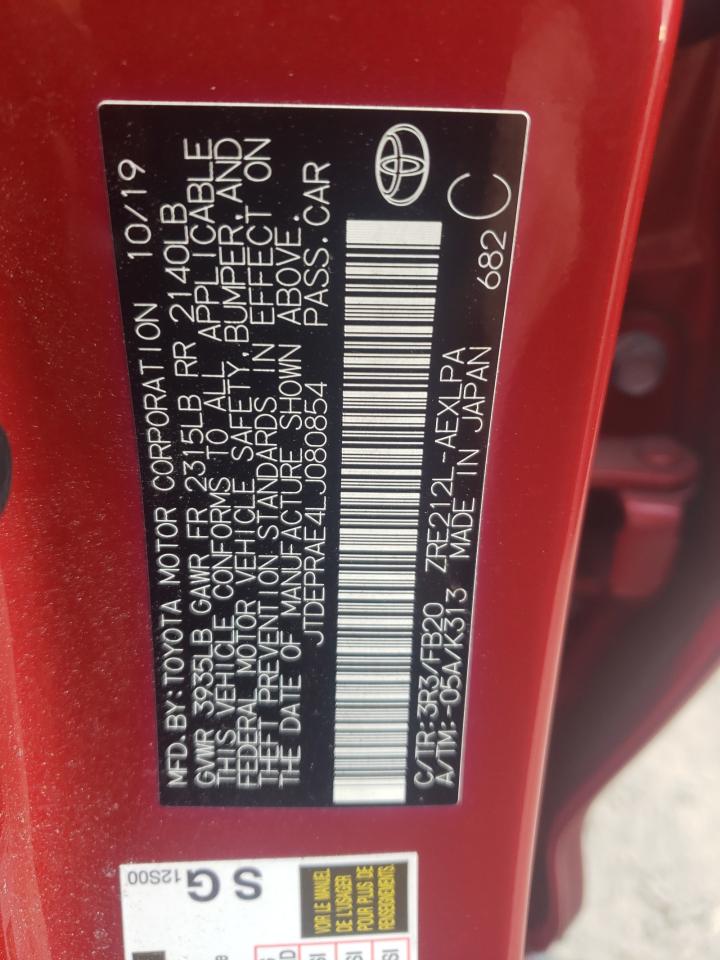 MFD. BY: TOYOTA MOTOR CORPORATION 10/19
GVWR 3935LB GAWR FR 2315LB RR 2140LB
THIS VEHICLE CONFORMS TO ALL APPLICABLE
FEDERAL MOTOR VEHICLE SAFETY, BUMPER, AND
THEFT PREVENTION STANDARDS IN EFFECT ON
THE DATE OF MANUFACTURE SHOWN ABOVE.
JTDEPRAE4LJ080854 PASS. CAR
C/TR: 3R3/FB20 ZRE212L-AEXLPA 682 C
A/TM: -05A/K313 MADE IN JAPAN
12S00
SG
VOIR LE MANUEL
DE L'USAGER
POUR PLUS DE
RENSEIGNEMENTS